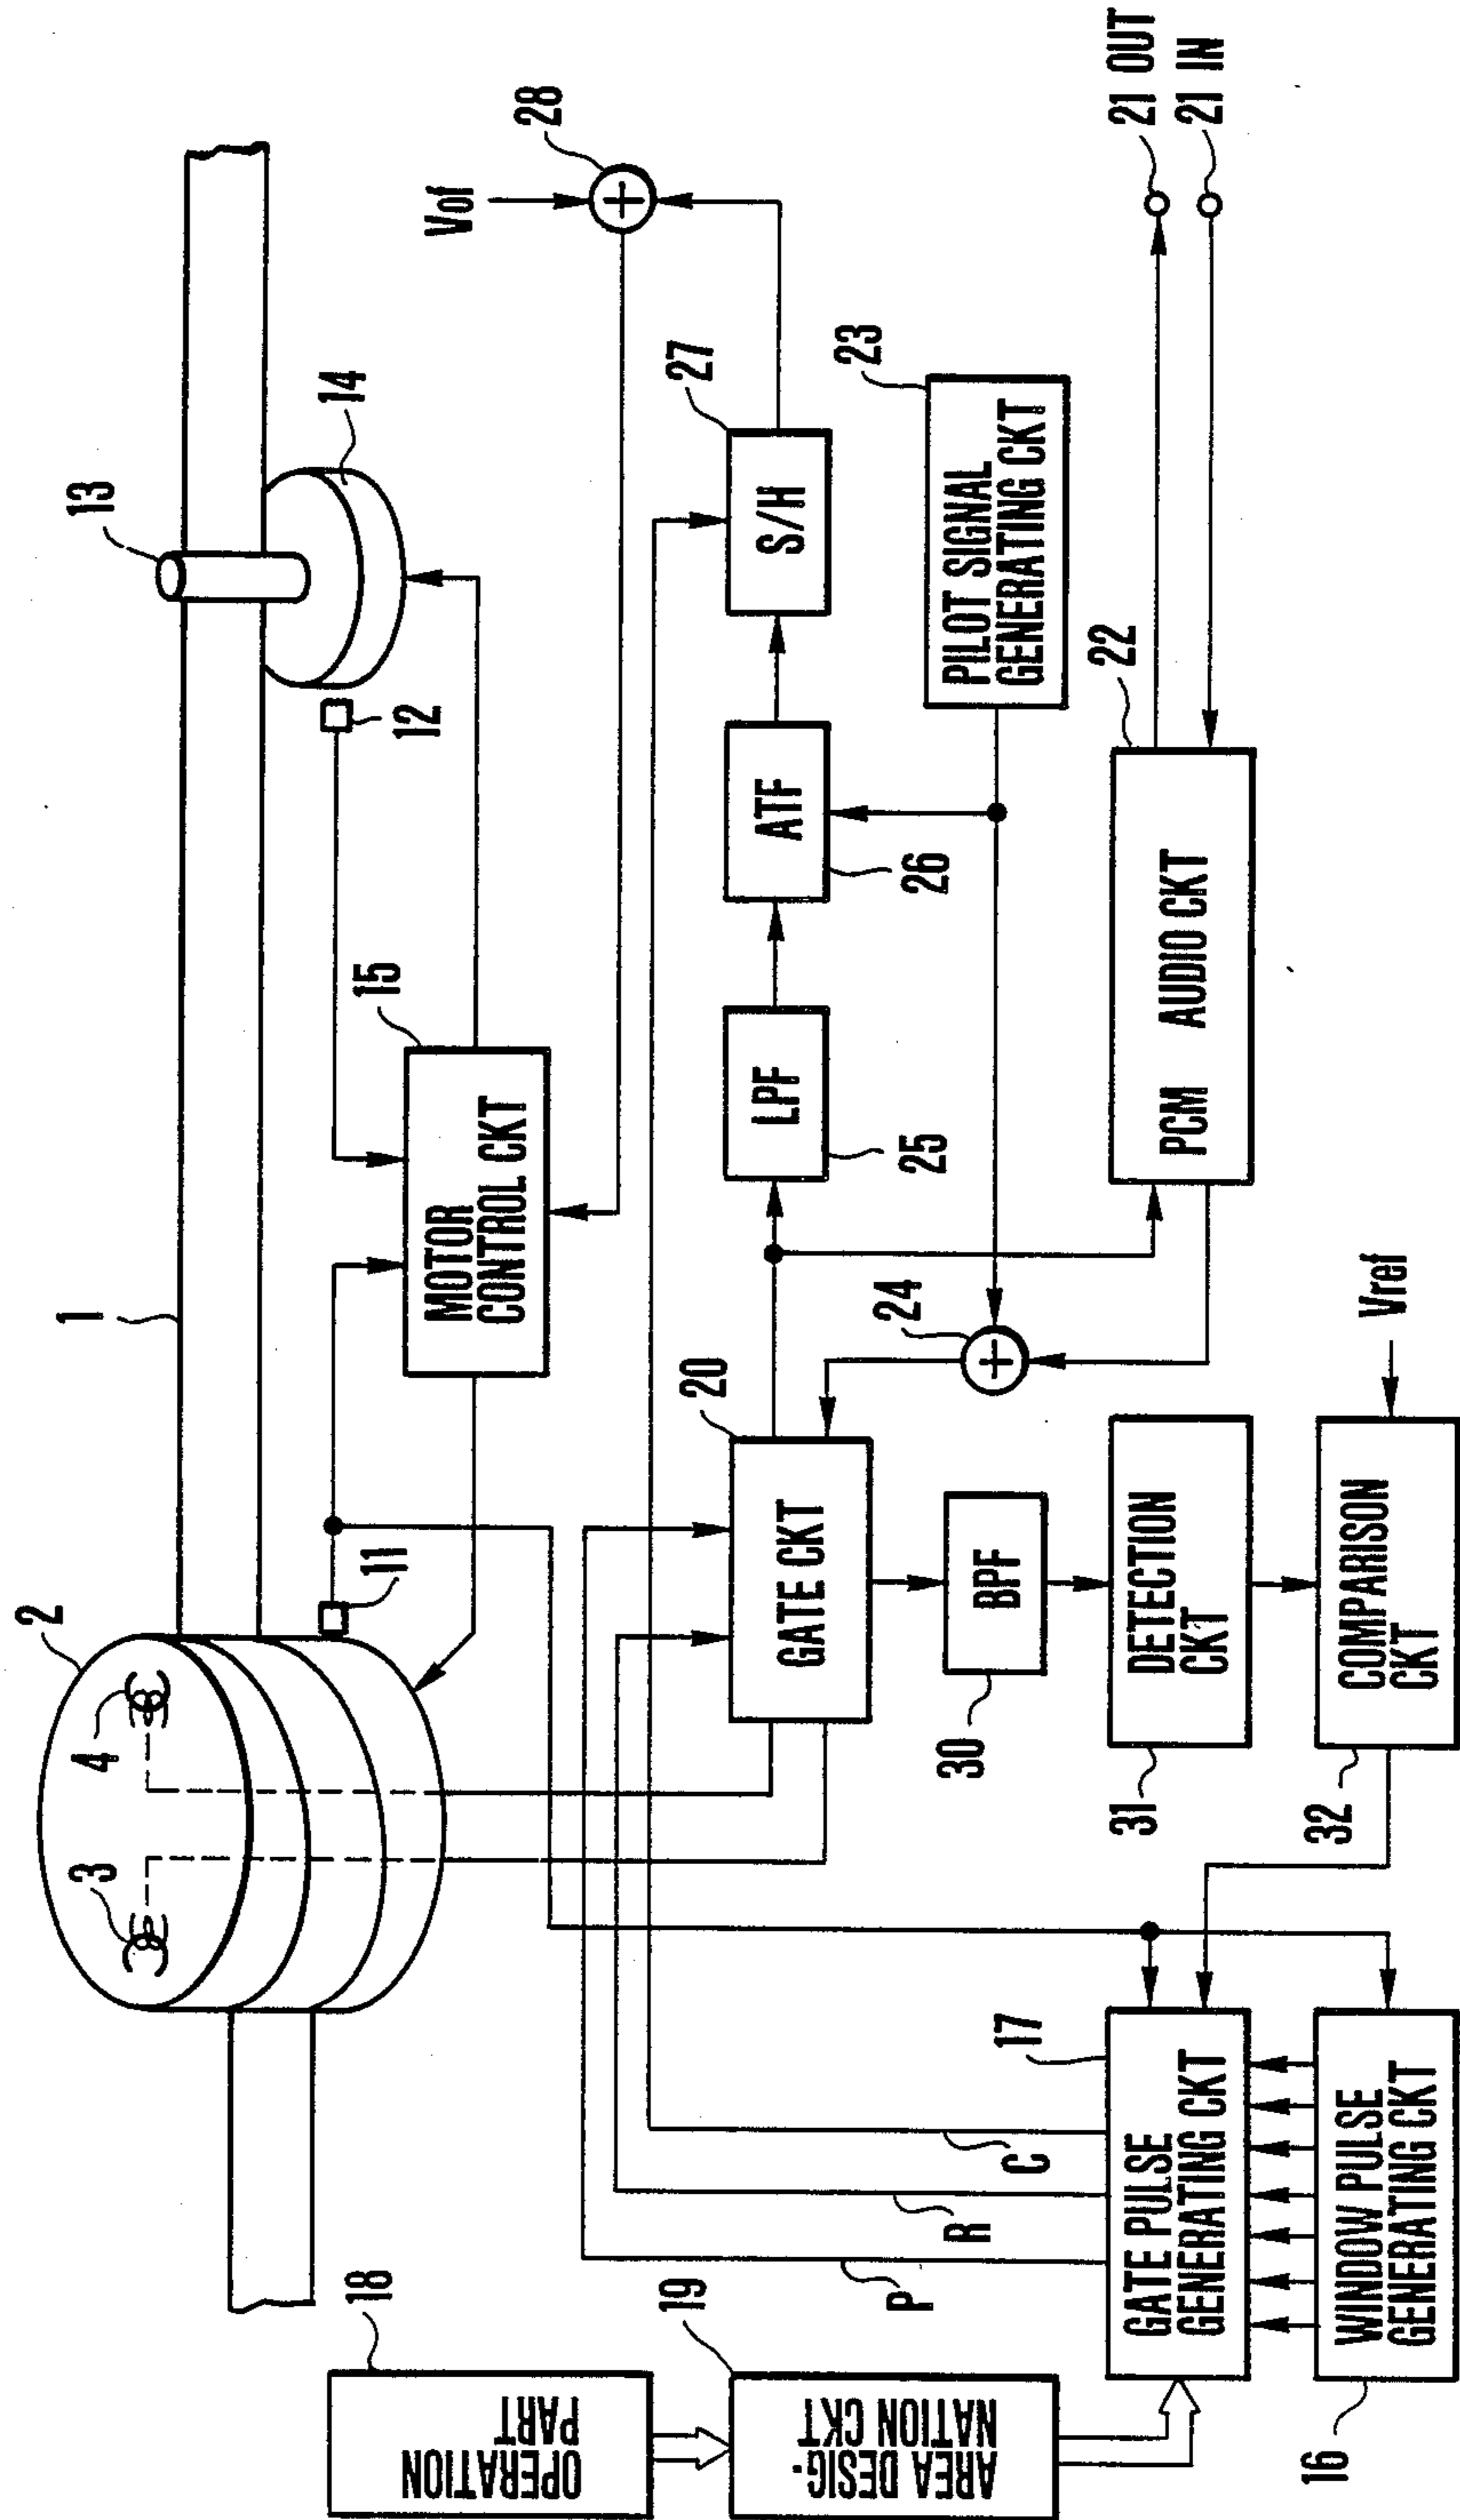 2
4
3
1
13
14
11
12
15
MOTOR
CONTROL CKT
28
Vof
18
OPERATION
PART
19
AREA DESIG-
NATION CKT
P
R
C
17
GATE PULSE
GENERATING CKT
16
WINDOW PULSE
GENERATING CKT
20
GATE CKT
30
BPF
31
DETECTION
CKT
32
COMPARISON
CKT
Vref
24
25
LPF
26
ATF
27
S/H
23
PILOT SIGNAL
GENERATING CKT
22
PCM AUDIO CKT
21 OUT
21 IN